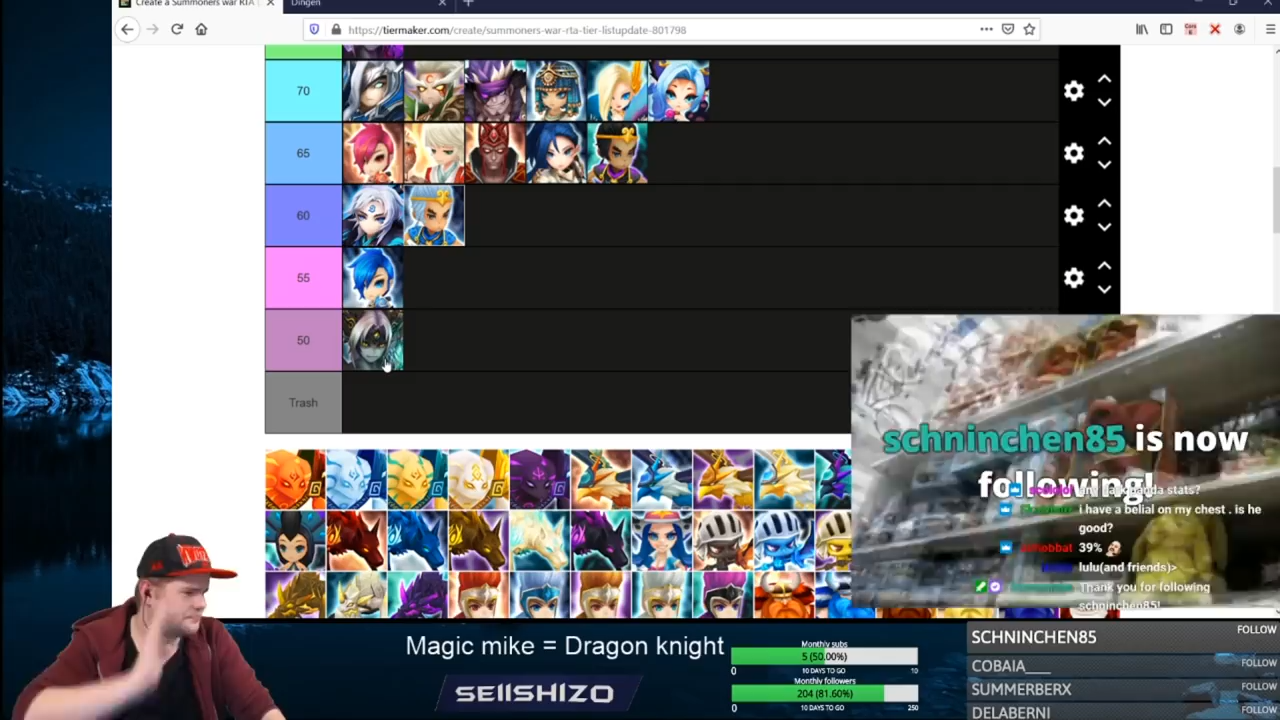 Create a Summoners war RTA
Dingen
https://tiermaker.com/create/summoners-war-rta-tier-listupdate-801798
70
65
60
55
50
Trash
schninchen85 is now
following!
stats?
i have a belial on my chest . is he
good?
39%
lulu(and friends)>
Thank you for following
schninchen85!
Magic mike = Dragon knight
SEllSHIZO
Monthly subs
5 (50.00%)
0 10 DAYS TO GO 10
Monthly followers
204 (81.60%)
0 10 DAYS TO GO 250
SCHNINCHEN85 FOLLOW
COBAIA___ FOLLOW
SUMMERBERX FOLLOW
DELABERNI FOLLOW